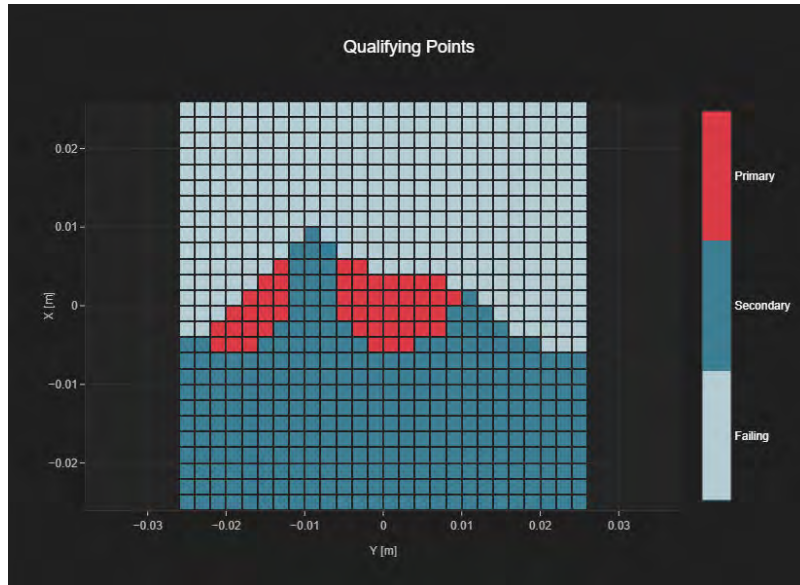 Qualifying Points
Primary
Secondary
Failing
X [m]
0.02
0.01
0
−0.01
−0.02
−0.03
−0.02
−0.01
0
0.01
0.02
0.03
Y [m]